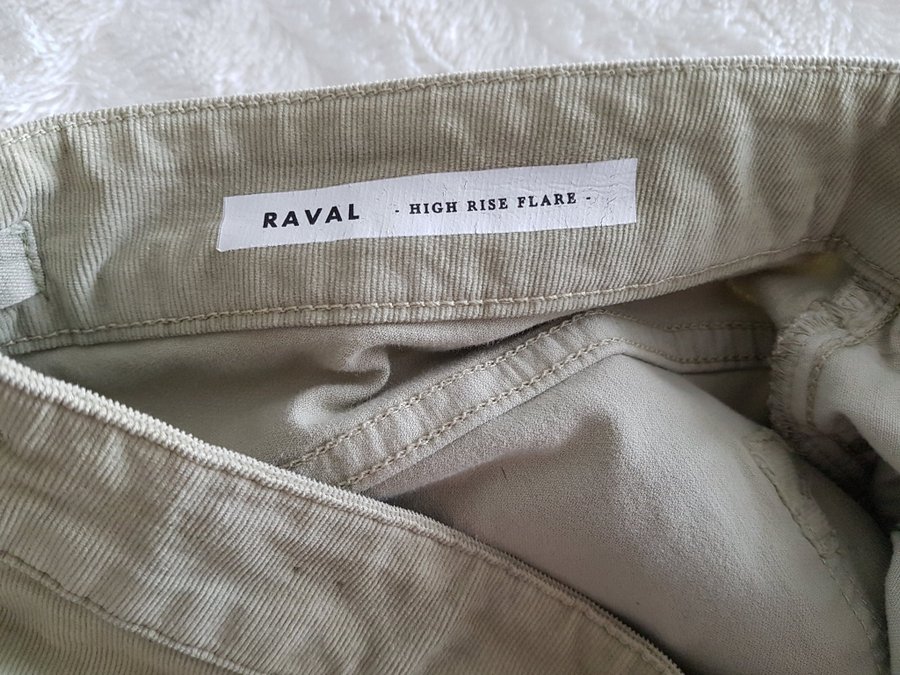 RAVAL - HIGH RISE FLARE -